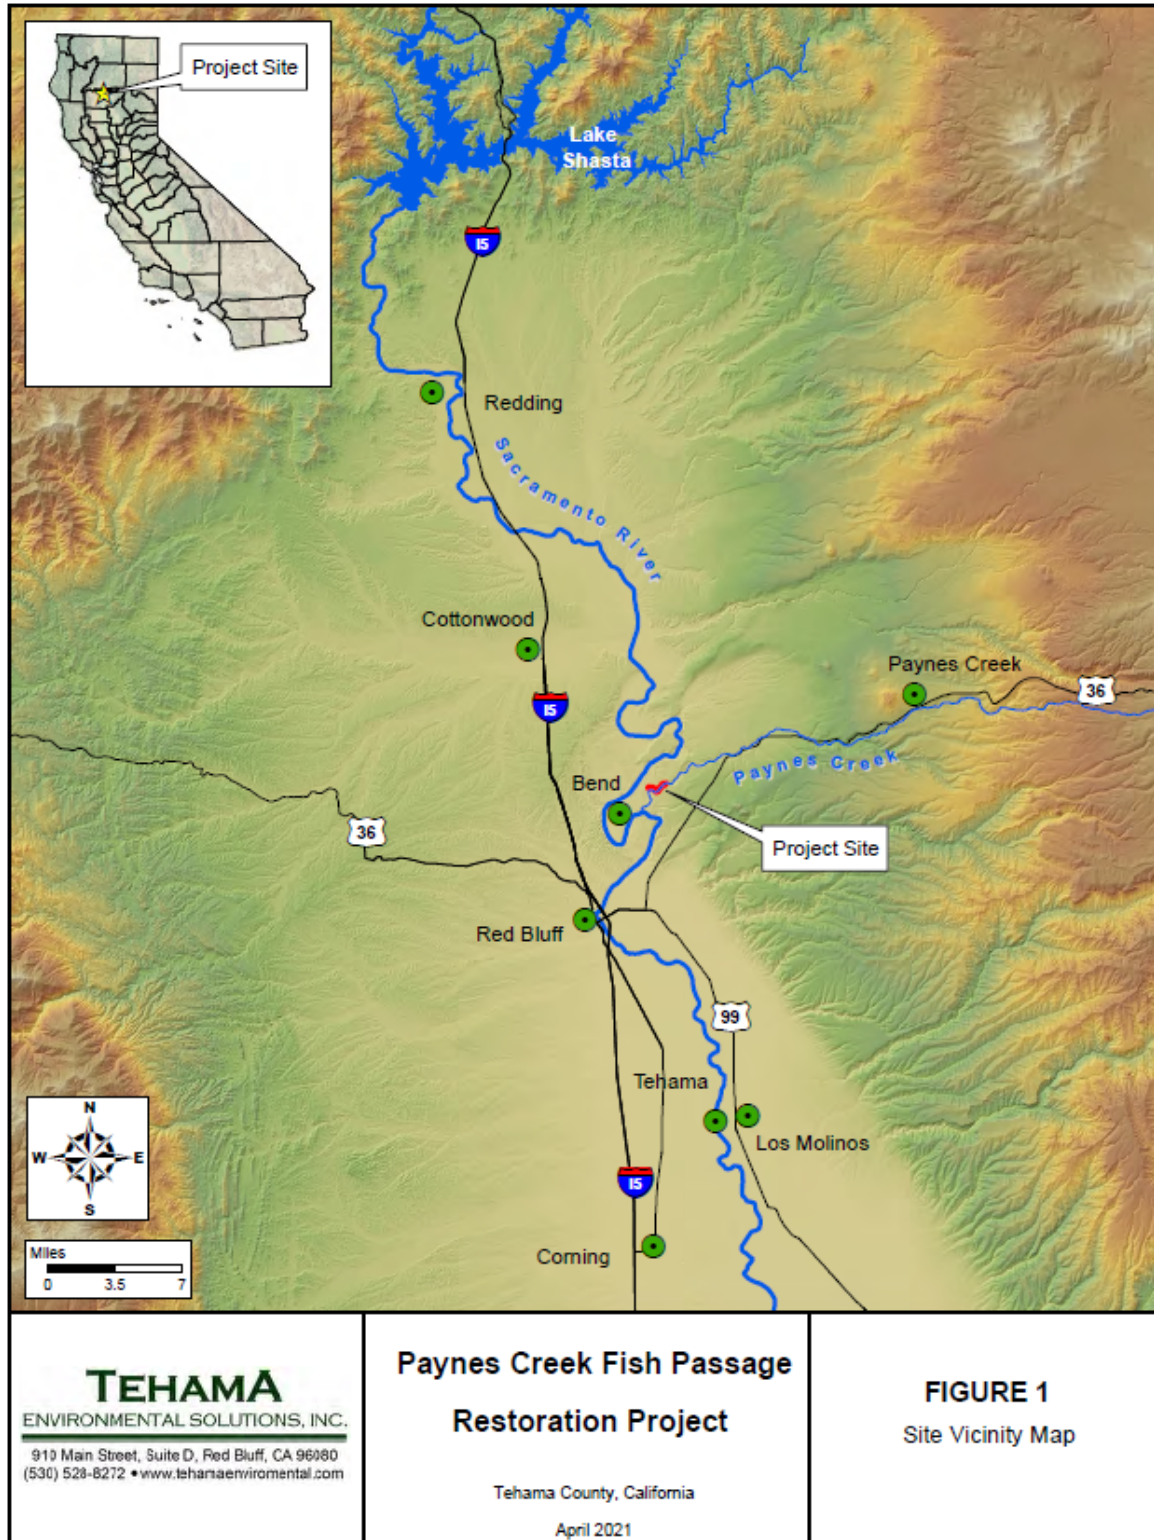 Project Site
Lake
Shasta
15
Redding
Sacramento River
Cottonwood
Paynes Creek
36
15
Bend
Paynes Creek
36
Project Site
Red Bluff
99
Tehama
Los Molinos
N
W E
S
15
Corning
Miles
0 3.5 7
TEHAMA
ENVIRONMENTAL SOLUTIONS, INC.
910 Main Street, Suite D, Red Bluff, CA 96080
(530) 528-8272 • www.tehamaenviromental.com
Paynes Creek Fish Passage
Restoration Project
Tehama County, California
April 2021
FIGURE 1
Site Vicinity Map